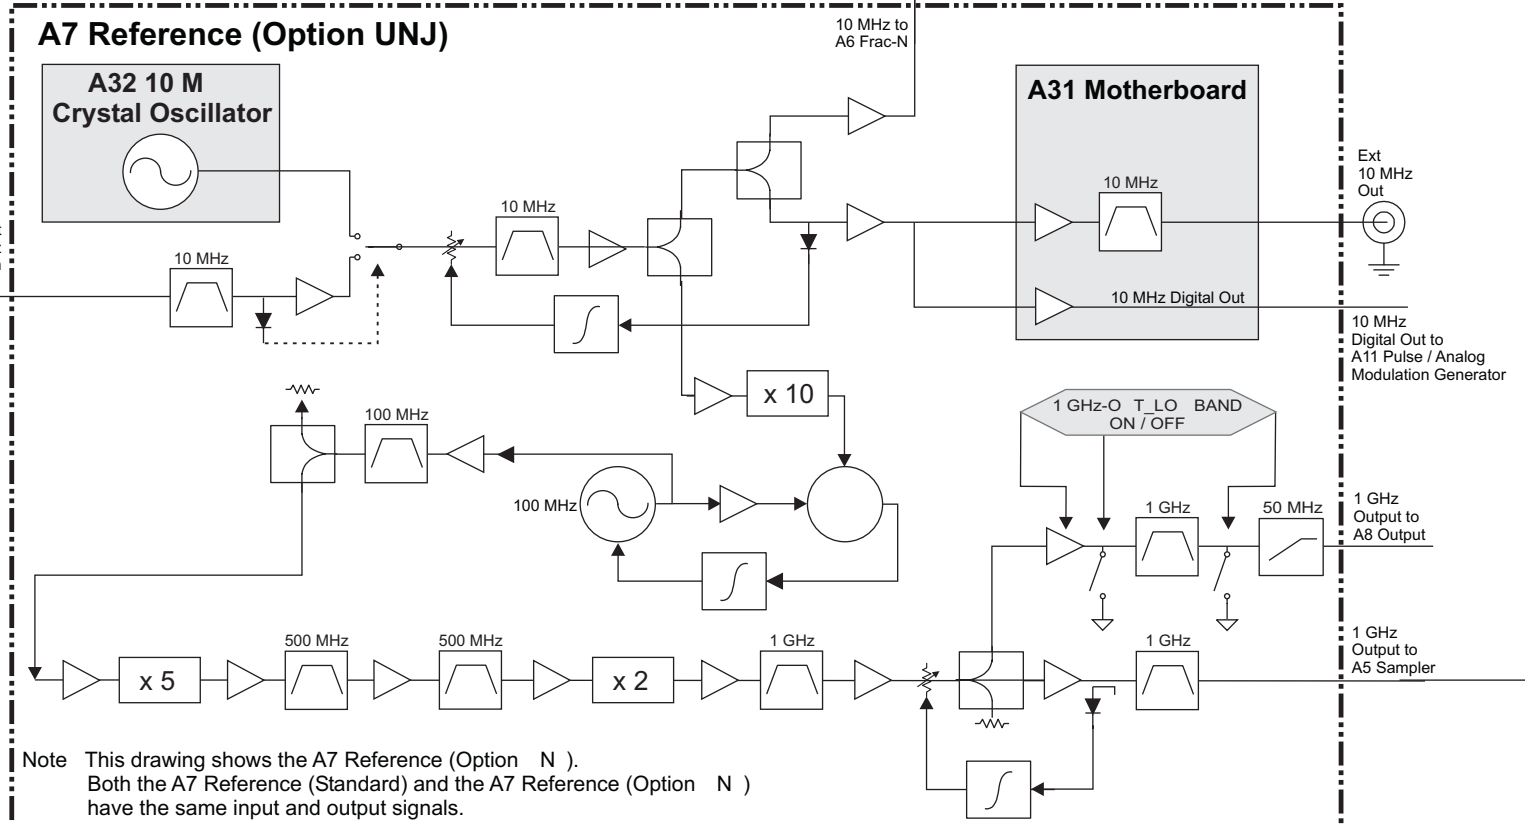 A7 Reference (Option UNJ)
A32 10 M
Crystal Oscillator
10 MHz to
A6 Frac-N
A31 Motherboard
10 MHz
Ext
10 MHz
Out
10 MHz
10 MHz
10 MHz Digital Out
10 MHz
Digital Out to
A11 Pulse / Analog
Modulation Generator
x 10
100 MHz
1 GHz-O T_LO BAND
ON / OFF
100 MHz
1 GHz
50 MHz
1 GHz
Output to
A8 Output
500 MHz
500 MHz
1 GHz
1 GHz
1 GHz
Output to
A5 Sampler
x 5
x 2
Note This drawing shows the A7 Reference (Option N ).
Both the A7 Reference (Standard) and the A7 Reference (Option N )
have the same input and output signals.